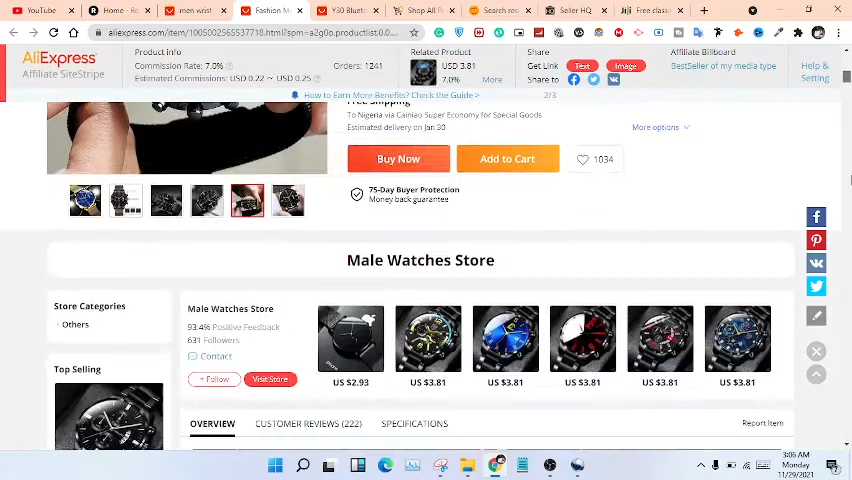 YouTube
Home - Re
men wrist
Fashion M
Y30 Blueto
Shop All P
Search resu
Seller HQ
Free classi
aliexpress.com/item/1005002565537718.html?spm=a2g0o.productlist.0.0....
AliExpress
Affiliate SiteStripe
Product info
Commission Rate: 7.0%
Orders: 1241
Estimated Commissions: USD 0.22 ~ USD 0.25
Related Product
USD 3.81
7.0%
More
Share
Get Link
Text
Image
Share to
Affiliate Billboard
BestSeller of my media type
Help &
Setting
How to Earn More Benefits? Check the Guide >
2/3
Free Shipping
To Nigeria via Cainiao Super Economy for Special Goods
Estimated delivery on Jan 30
More options
Buy Now
Add to Cart
1034
75-Day Buyer Protection
Money back guarantee
Male Watches Store
Store Categories
Others
Top Selling
Male Watches Store
93.4% Positive Feedback
631 Followers
Contact
+ Follow
Visit Store
US $2.93
US $3.81
US $3.81
US $3.81
US $3.81
US $3.81
OVERVIEW
CUSTOMER REVIEWS (222)
SPECIFICATIONS
Report Item
3:06 AM
Monday
11/29/2021